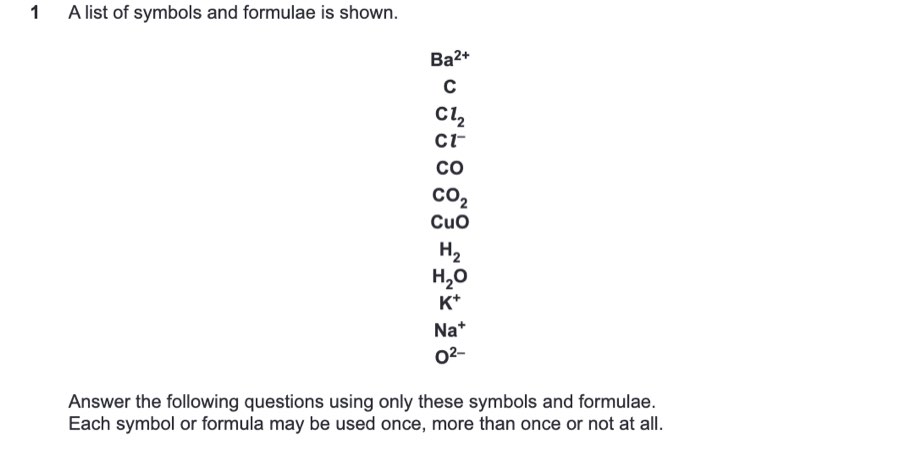 1 A list of symbols and formulae is shown.
Ba²⁺
C
Cl₂
Cl⁻
CO
CO₂
CuO
H₂
H₂O
K⁺
Na⁺
O²⁻
Answer the following questions using only these symbols and formulae.
Each symbol or formula may be used once, more than once or not at all.